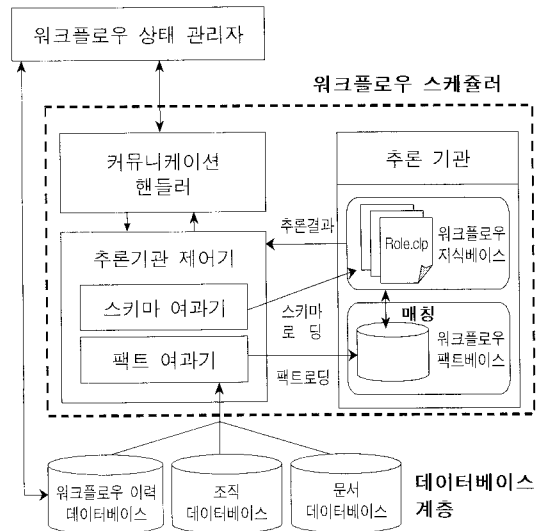 워크플로우 상태 관리자
워크플로우 스케쥴러
커뮤니케이션
핸들러
추론 기관
추론결과
Role.clp
워크플로우
지식베이스
추론기관 제어기
스키마 여과기
스키마
로 딩
매칭
팩트 여과기
팩트로딩
워크플로우
팩트베이스
워크플로우 이력
데이터베이스
조직
데이터베이스
문서
데이터베이스
데이터베이스
계층